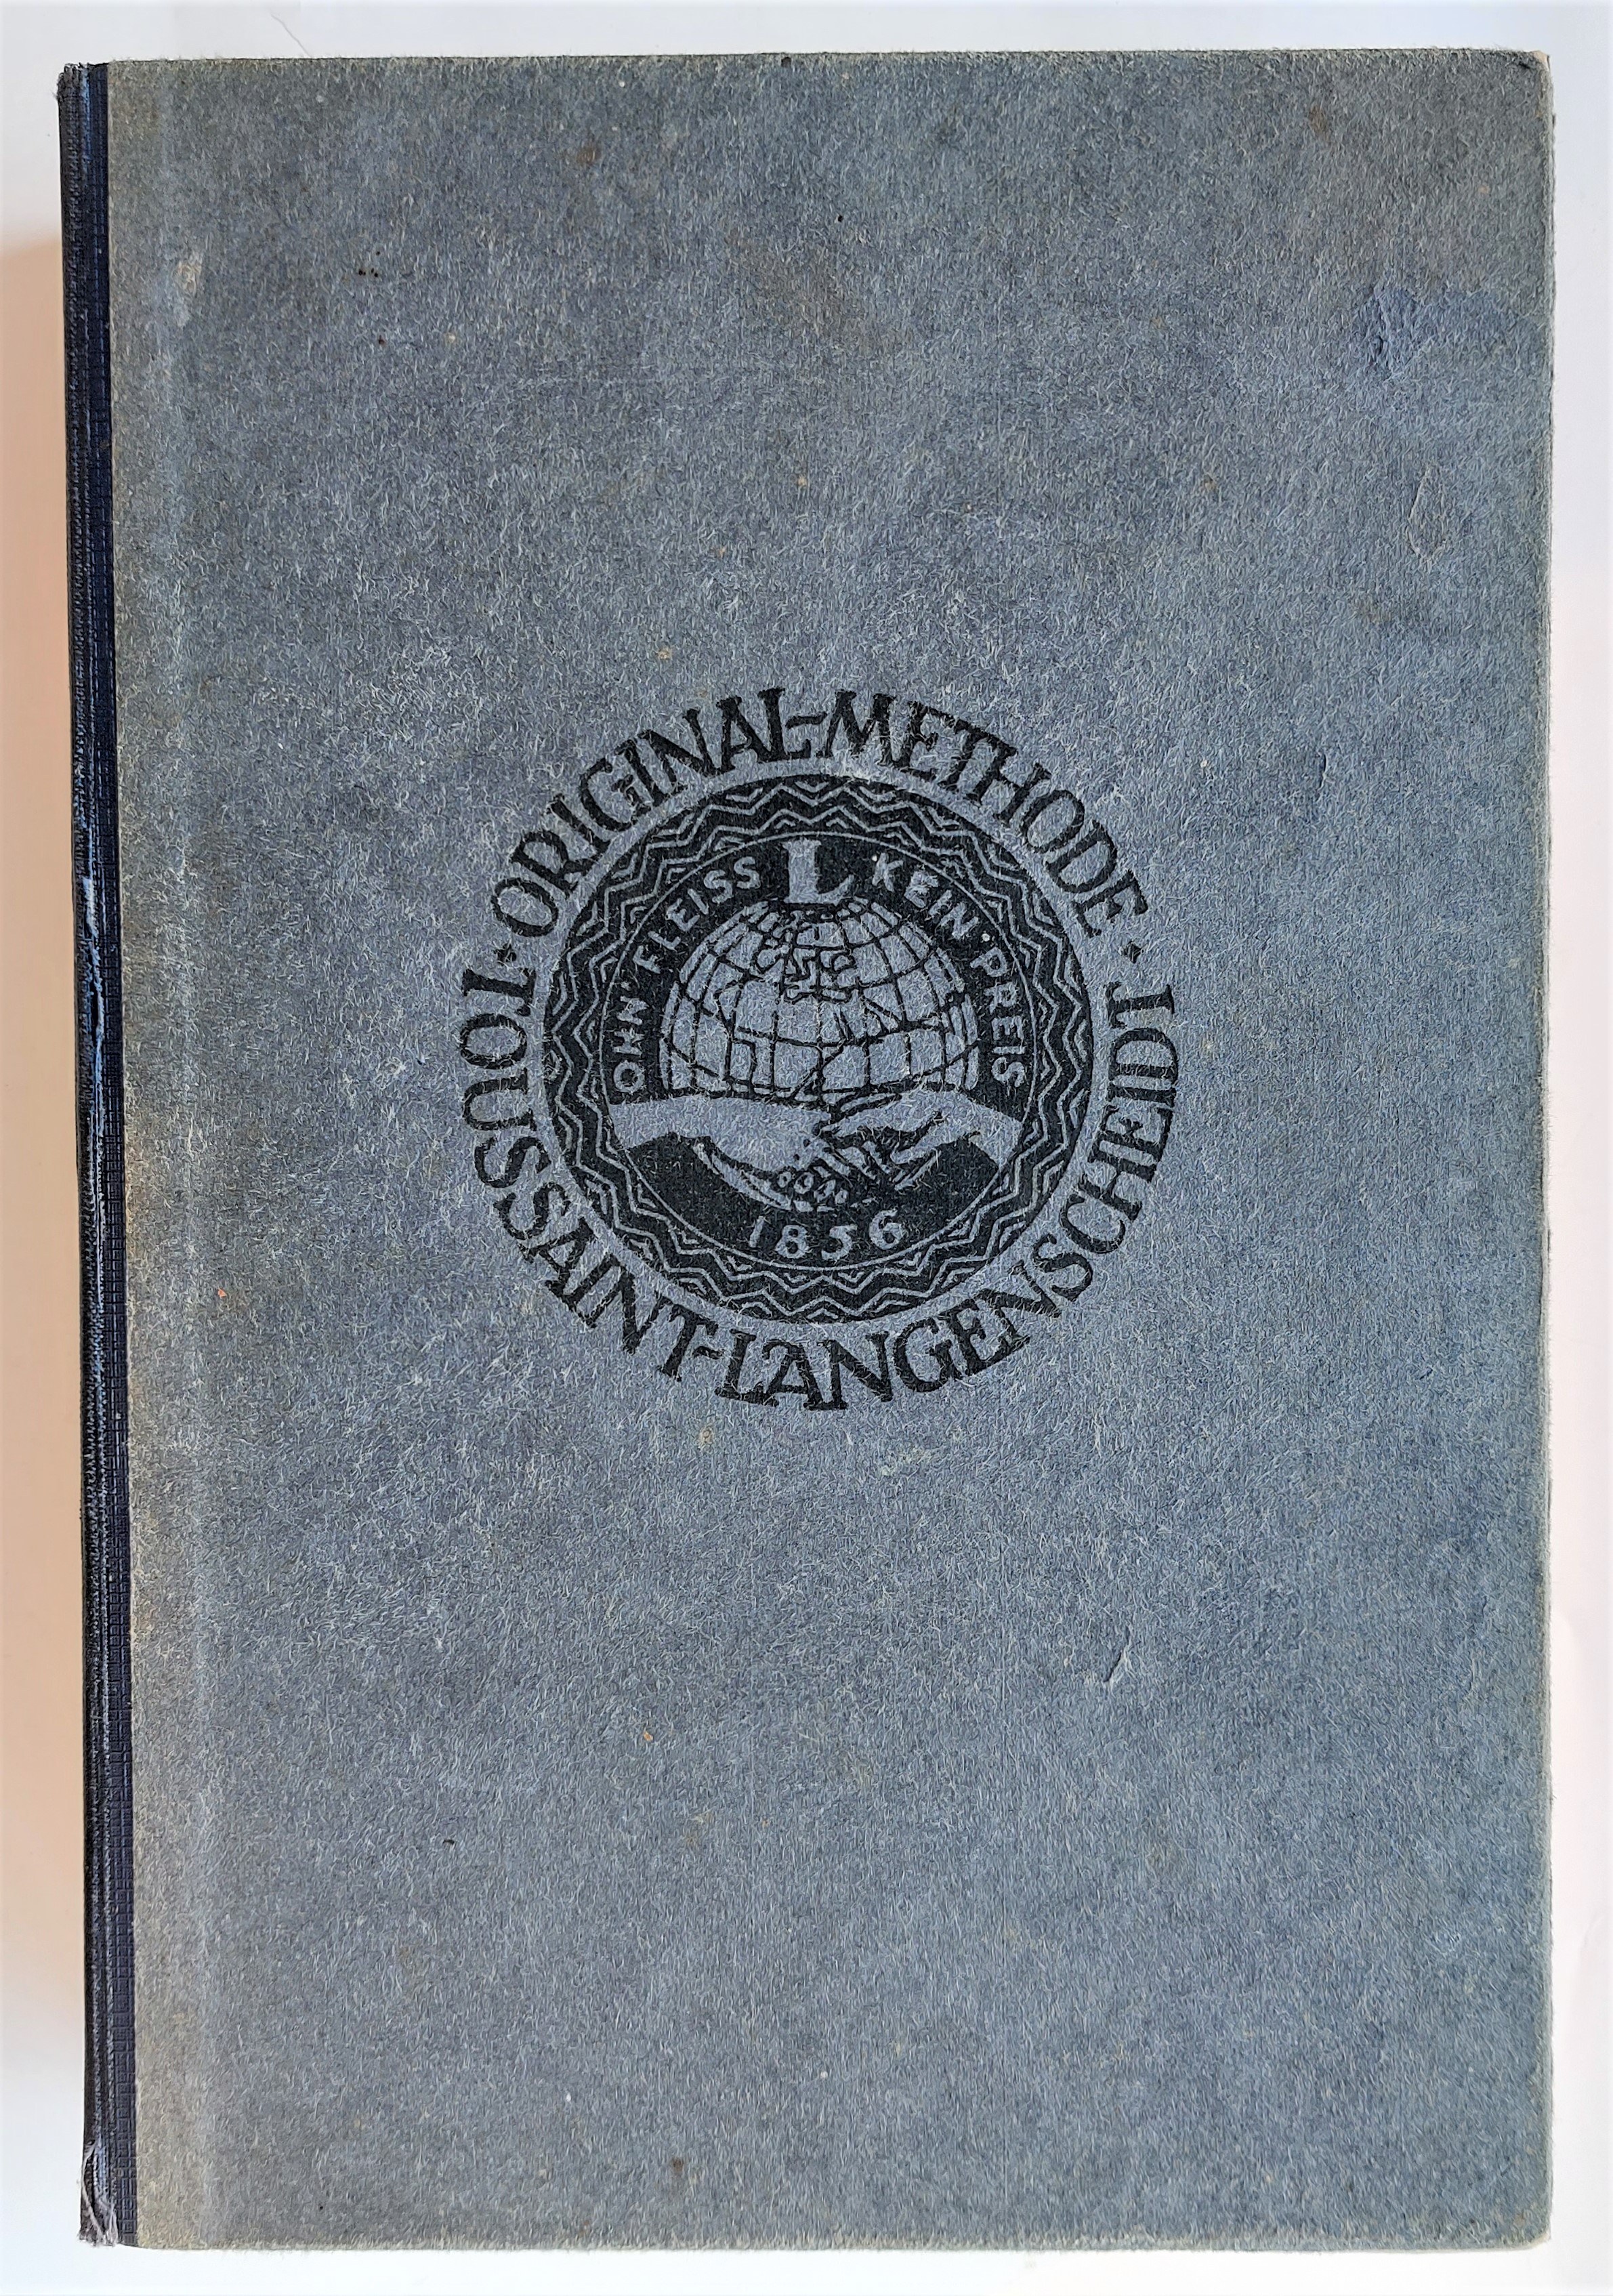 · ORIGINAL-METHODE ·
TOUSSAINT-LANGENSCHEIDT
OHN' FLEISS L KEIN' PREIS
1856